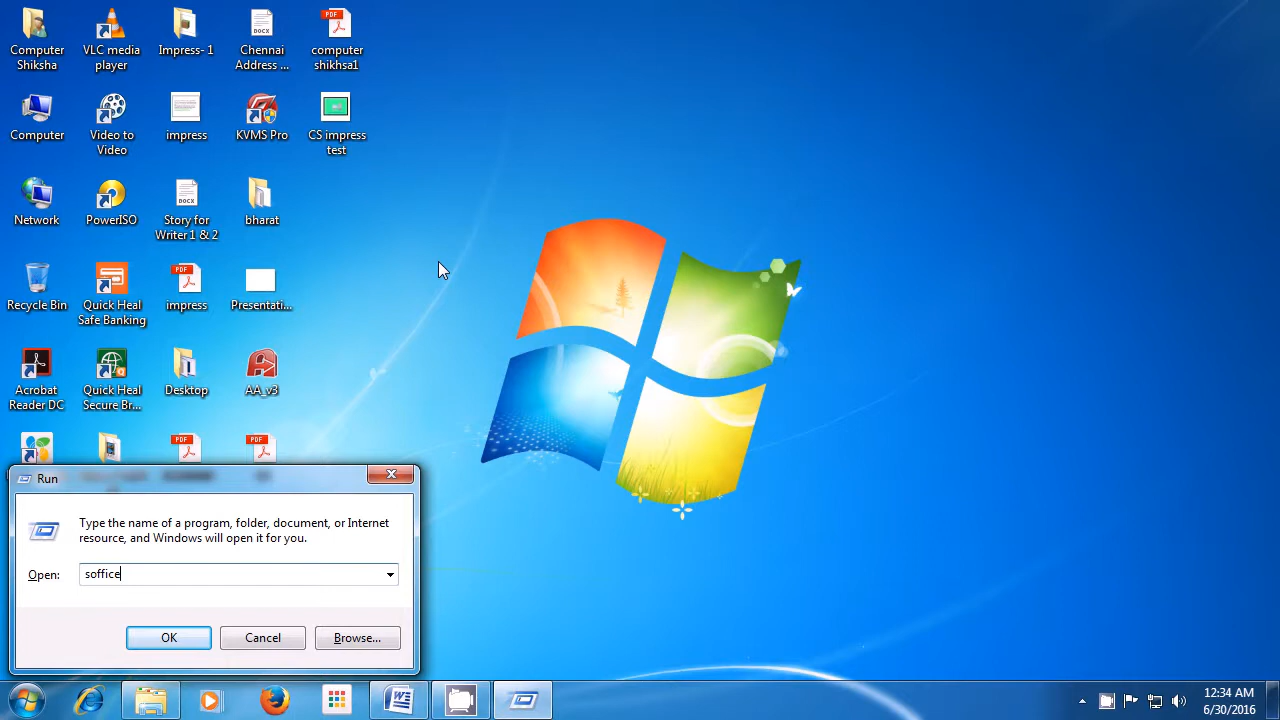 Computer
Shiksha
VLC media
player
Impress- 1
Chennai
Address ...
computer
shikhsa1
Computer
Video to
Video
impress
KVMS Pro
CS impress
test
Network
PowerISO
Story for
Writer 1 & 2
bharat
Recycle Bin
Quick Heal
Safe Banking
impress
Presentati...
Acrobat
Reader DC
Quick Heal
Secure Br...
Desktop
AA_v3
Run
Type the name of a program, folder, document, or Internet
resource, and Windows will open it for you.
Open:
soffice
OK
Cancel
Browse...
12:34 AM
6/30/2016